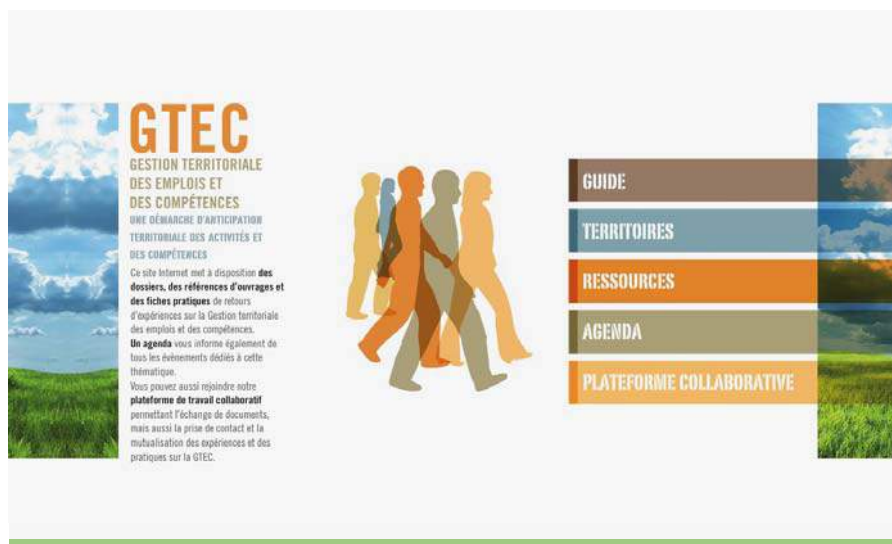 GTEC
GESTION TERRITORIALE
DES EMPLOIS ET
DES COMPÉTENCES
UNE DÉMARCHE D'ANTICIPATION
TERRITORIALE DES ACTIVITÉS ET
DES COMPÉTENCES
Ce site Internet met à disposition des
dossiers, des références d'ouvrages et
des fiches pratiques de retours
d'expériences sur la Gestion territoriale
des emplois et des compétences.
Un agenda vous informe également de
tous les évènements dédiés à cette
thématique.
Vous pouvez aussi rejoindre notre
plateforme de travail collaboratif
permettant l'échange de documents,
mais aussi la prise de contact et la
mutualisation des expériences et des
pratiques sur la GTEC.
GUIDE
TERRITOIRES
RESSOURCES
AGENDA
PLATEFORME COLLABORATIVE